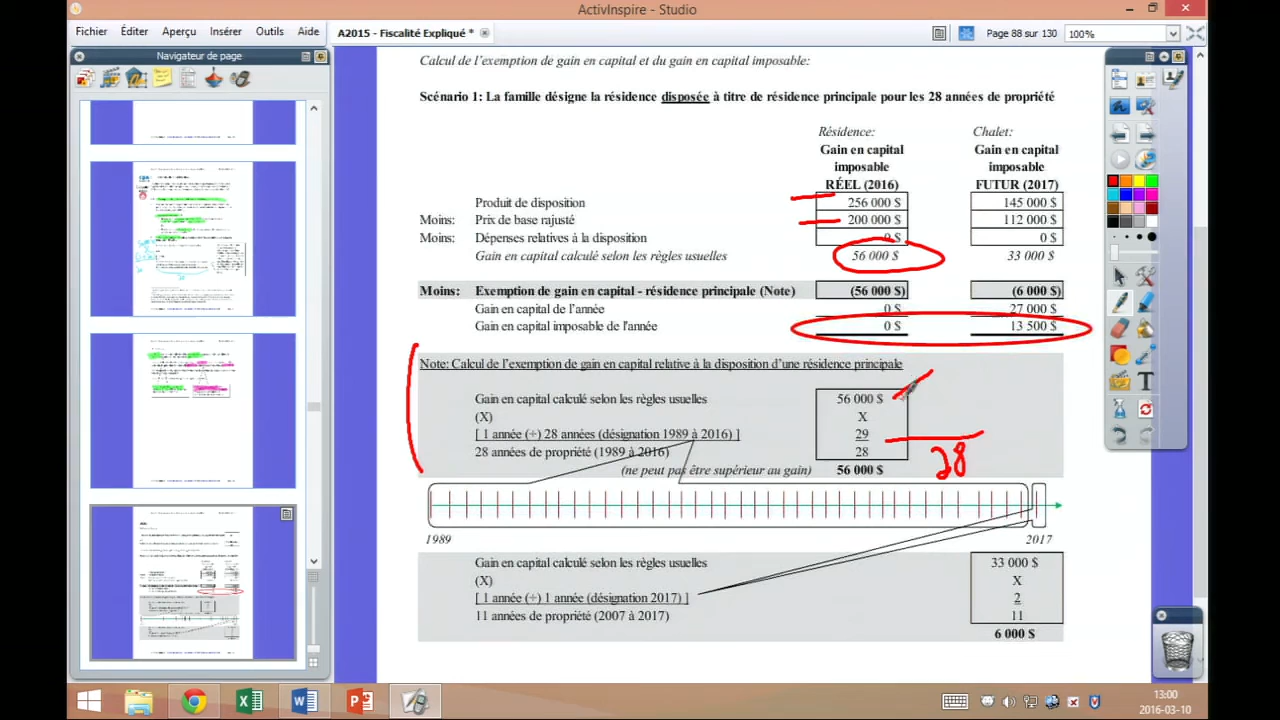 ActivInspire - Studio
Fichier Éditer Aperçu Insérer Outils Aide
A2015 - Fiscalité Expliqué *
Page 88 sur 130
100%
Navigateur de page
Calcul de l'exemption de gain en capital et du gain en capital imposable:
Scénario 1: La famille désigne la résidence disposée à titre de résidence principale pour les 28 années de propriété
Résidence: Chalet:
Gain en capital Gain en capital
imposable imposable
RÉEL (2016) FUTUR (2017)
Produit de disposition 256 000 $ 145 000 $
Moins: Prix de base rajusté 200 000 $ 112 000 $
Moins: Dépenses relatives à la disposition 0 $ 0 $
Gain en capital calculé selon les règles usuelles 56 000 $ 33 000 $
Moins: Exemption de gain en capital - résidence principale (Note) (56 000 $) (6 000 $)
Gain en capital de l'année 0 $ 27 000 $
Gain en capital imposable de l'année 0 $ 13 500 $
Note: Calcul de l'exemption de gain en capital relative à la disposition d'une résidence principale
Gain en capital calculé selon les règles usuelles 56 000 $
(X) X
[ 1 année (+) 28 années (désignation 1989 à 2016) ] 29
28 années de propriété (1989 à 2016) 28
28
(ne peut pas être supérieur au gain) 56 000 $
1989 2017
Gain en capital calculé selon les règles usuelles 33 000 $
(X) X
[ 1 année (+) 1 année (désignation 2017) ] 2
11 années de propriété (2007 à 2017) 11
6 000 $
13:00
2016-03-10